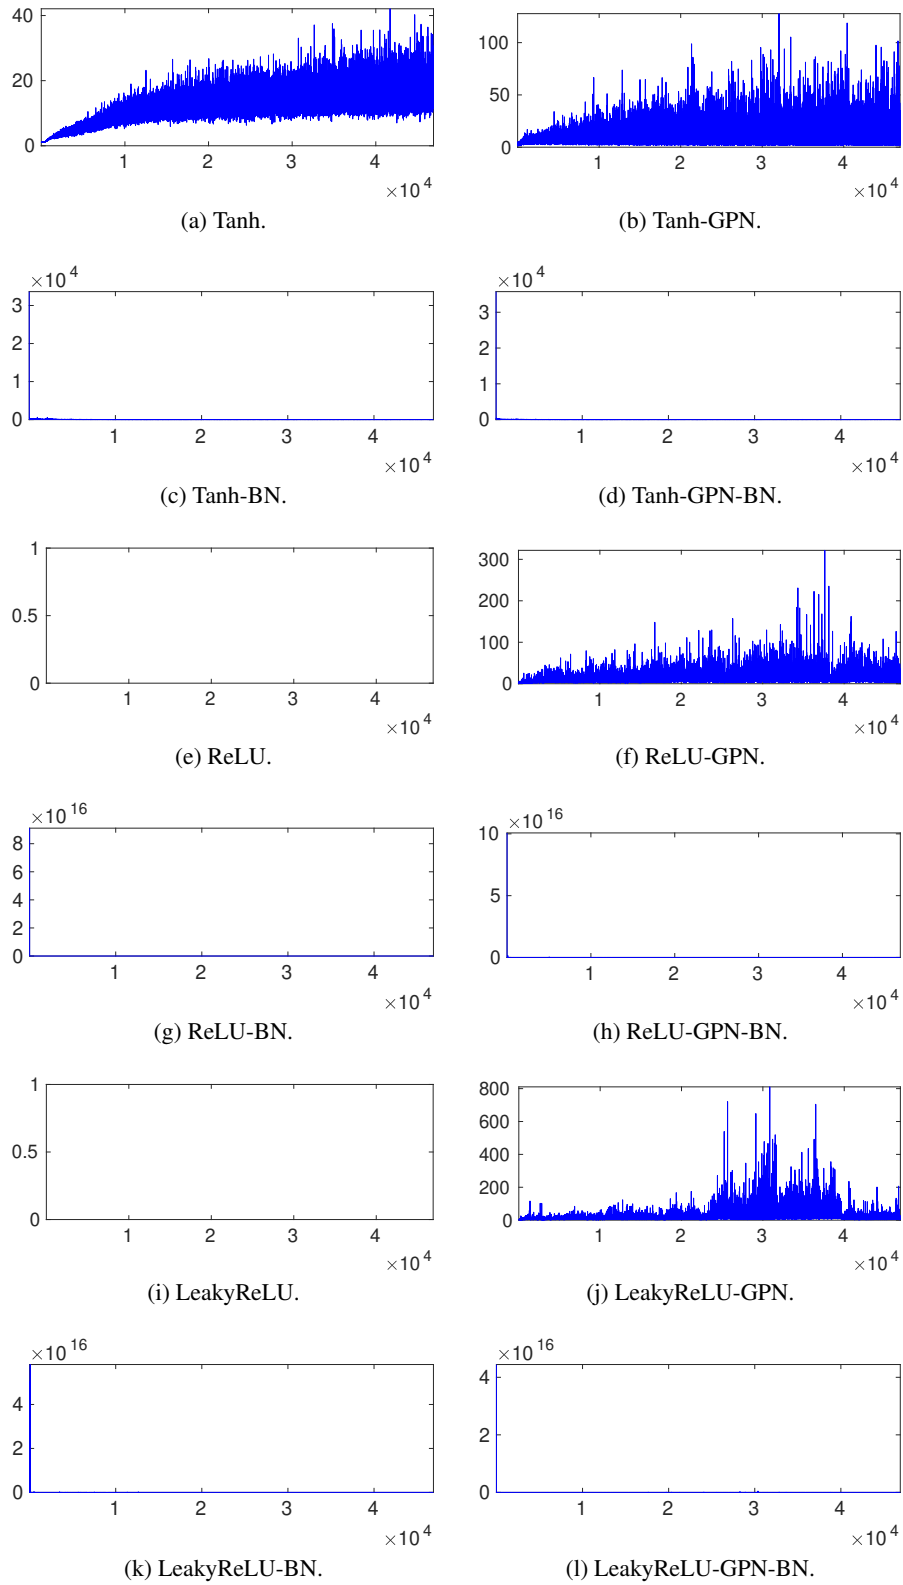 40
20
0
1 2 3 4
×10^4
(a) Tanh.
100
50
0
1 2 3 4
×10^4
(b) Tanh-GPN.
×10^4
3
2
1
0
1 2 3 4
×10^4
(c) Tanh-BN.
×10^4
3
2
1
0
1 2 3 4
×10^4
(d) Tanh-GPN-BN.
1
0.5
0
1 2 3 4
×10^4
(e) ReLU.
300
200
100
0
1 2 3 4
×10^4
(f) ReLU-GPN.
×10^16
8
6
4
2
0
1 2 3 4
×10^4
(g) ReLU-BN.
×10^16
10
5
0
1 2 3 4
×10^4
(h) ReLU-GPN-BN.
1
0.5
0
1 2 3 4
×10^4
(i) LeakyReLU.
800
600
400
200
0
1 2 3 4
×10^4
(j) LeakyReLU-GPN.
×10^16
4
2
0
1 2 3 4
×10^4
(k) LeakyReLU-BN.
×10^16
4
2
0
1 2 3 4
×10^4
(l) LeakyReLU-GPN-BN.